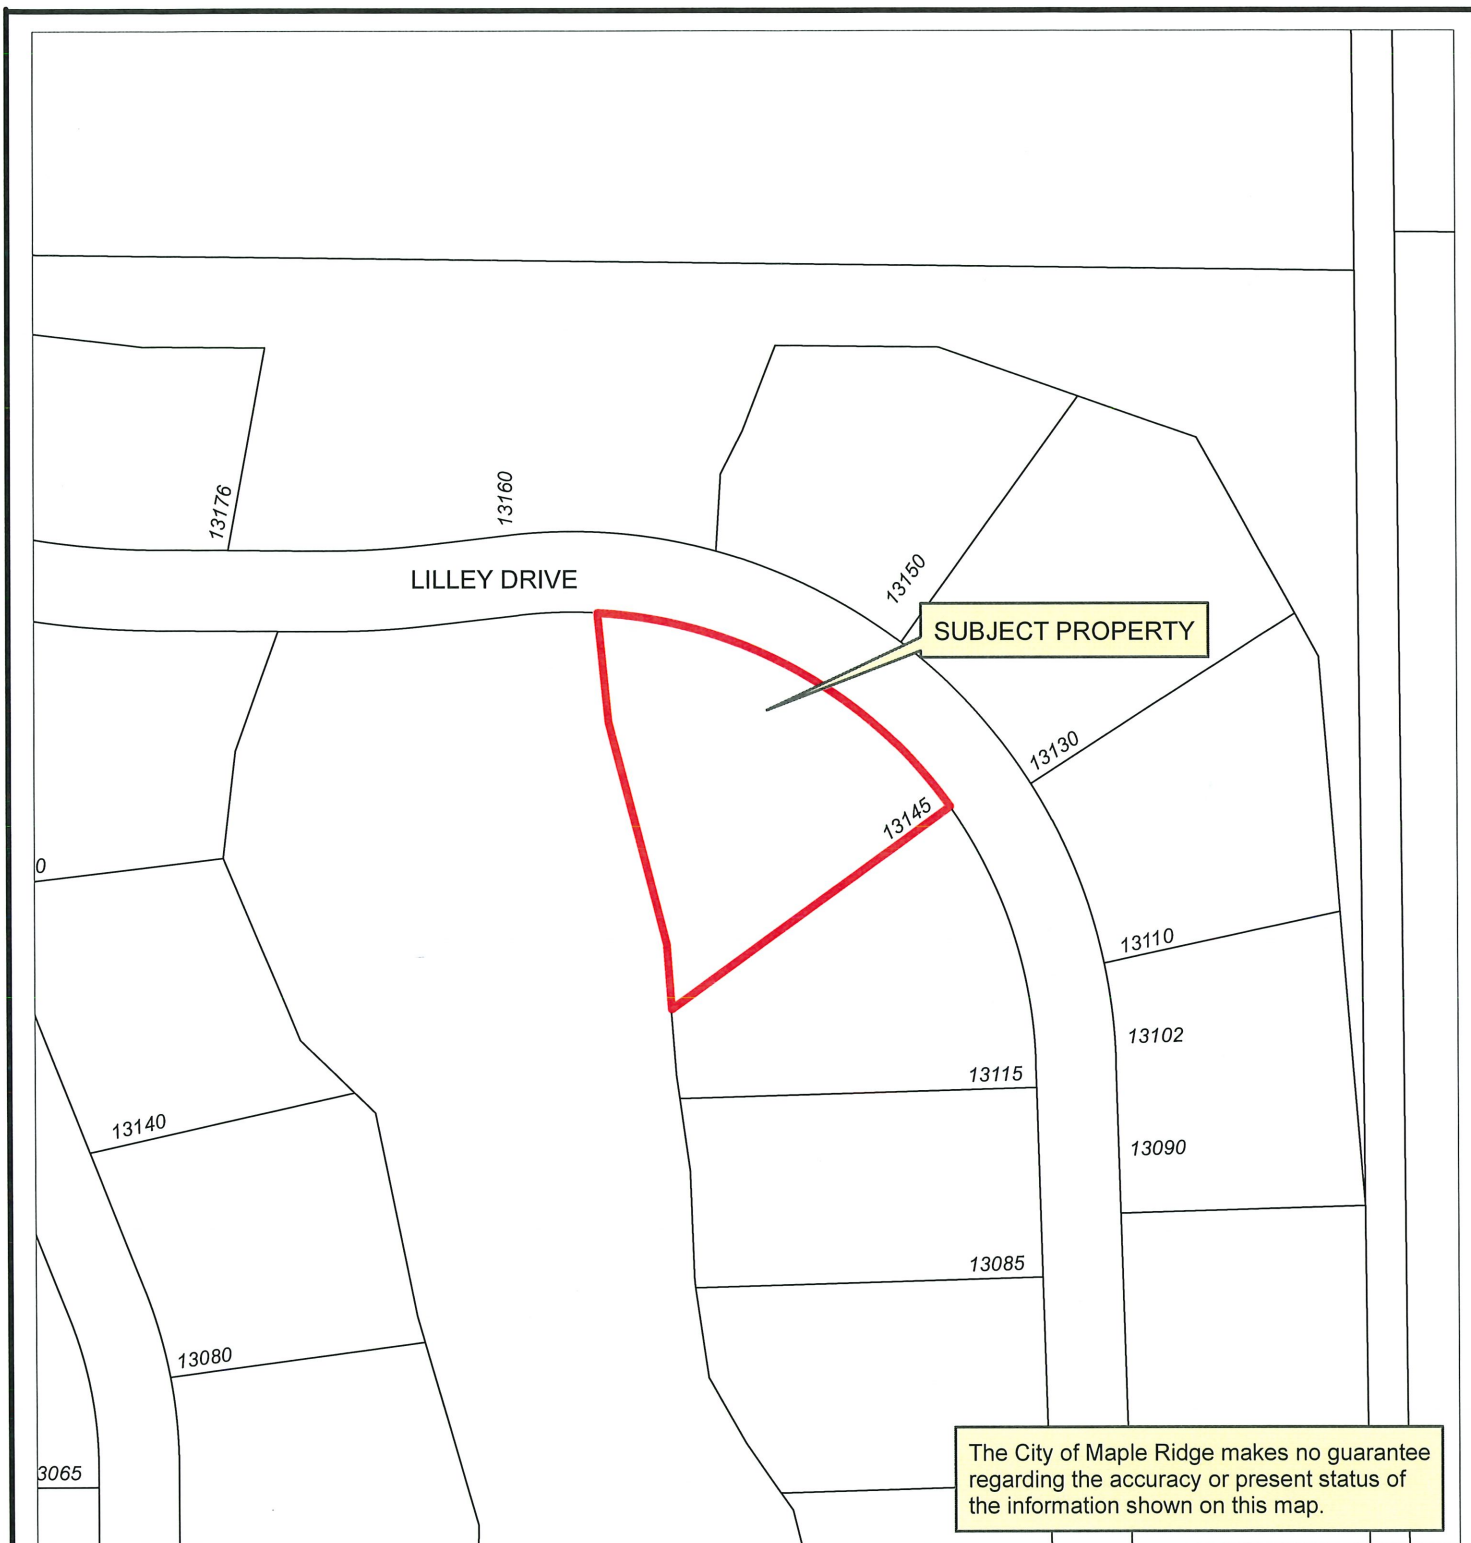 13176
13160
LILLEY DRIVE
13150
SUBJECT PROPERTY
13130
13145
0
13110
13102
13115
13140
13090
13085
13080
3065
The City of Maple Ridge makes no guarantee
regarding the accuracy or present status of
the information shown on this map.